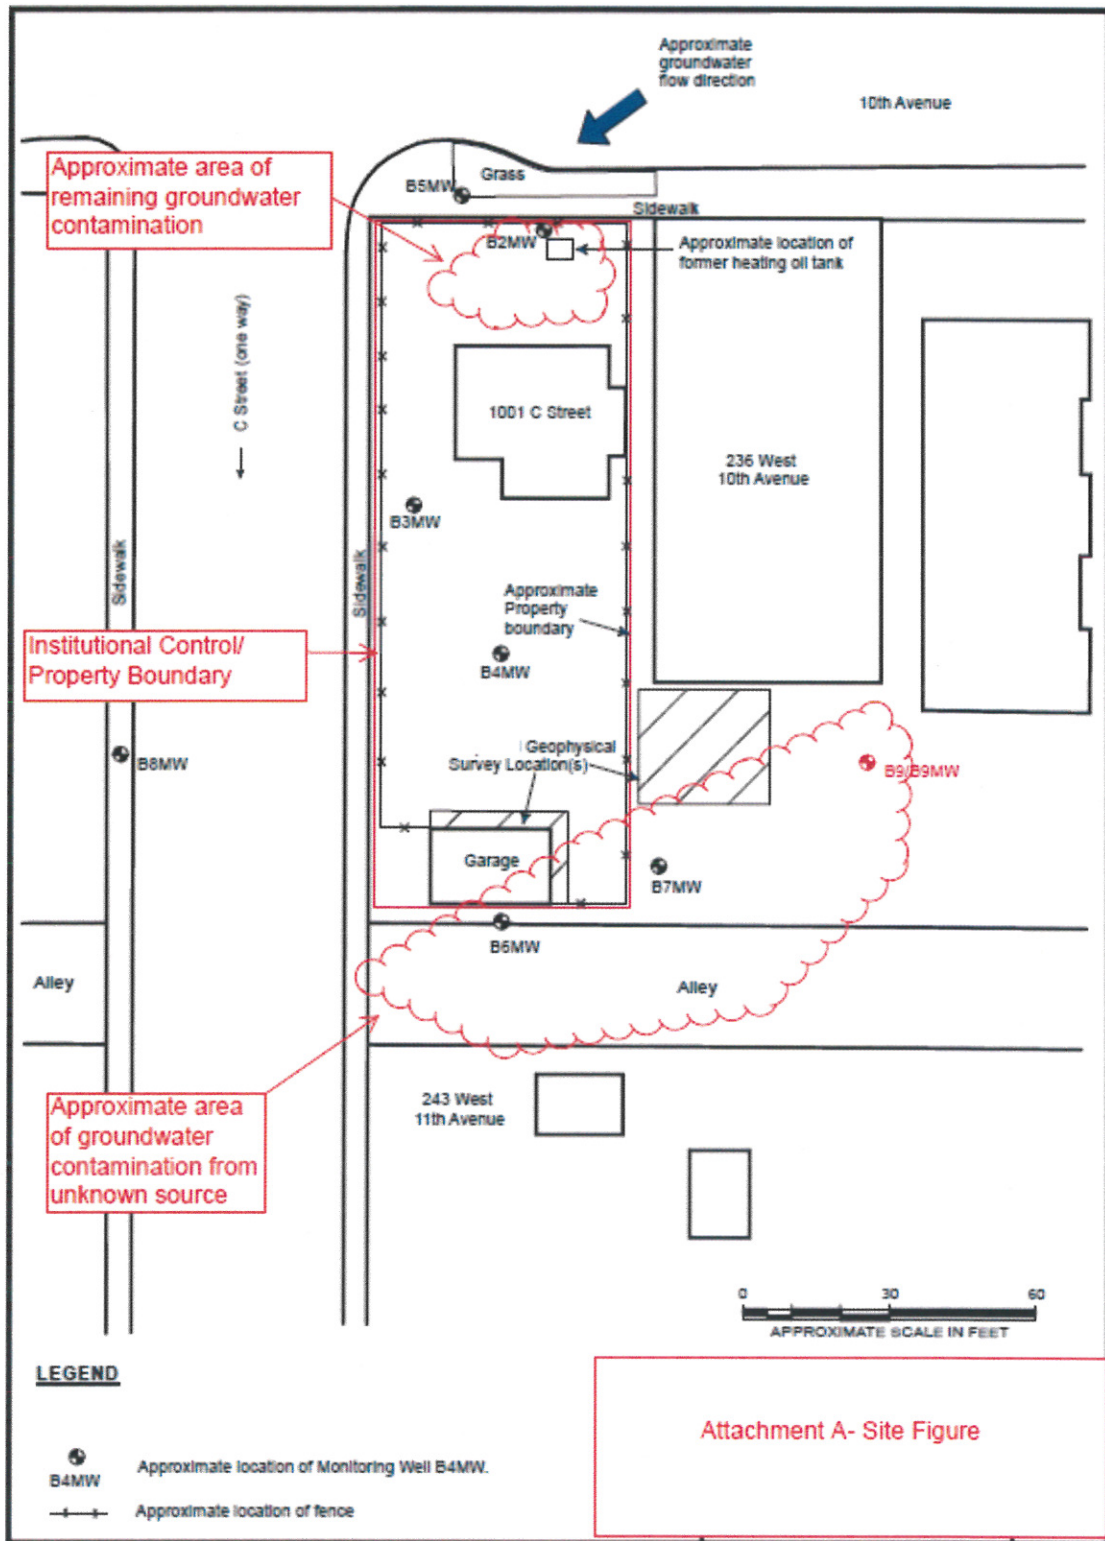 Approximate
groundwater
flow direction
10th Avenue
Approximate area of
remaining groundwater
contamination
Grass
B5MW
Sidewalk
B2MW
Approximate location of
former heating oil tank
C Street (one way)
1001 C Street
236 West
10th Avenue
B3MW
Sidewalk
Sidewalk
Approximate
Property
boundary
Institutional Control/
Property Boundary
B4MW
B8MW
Geophysical
Survey Location(s)
B9/B9MW
Garage
B7MW
B6MW
Alley
Alley
Approximate area
of groundwater
contamination from
unknown source
243 West
11th Avenue
0 30 60
APPROXIMATE SCALE IN FEET
LEGEND
Attachment A- Site Figure
B4MW
Approximate location of Monitoring Well B4MW.
Approximate location of fence